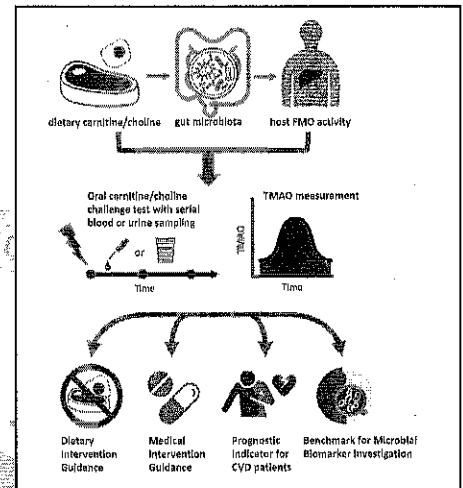 dietary carnitine/choline
gut microbiota
host FMO activity
Oral carnitine/choline
challenge test with serial
blood or urine sampling
or
Time
TMAO measurement
TMAO
Time
Dietary
Intervention
Guidance
Medical
Intervention
Guidance
Prognostic
Indicator for
CVD patients
Benchmark for Microbial
Biomarker Investigation